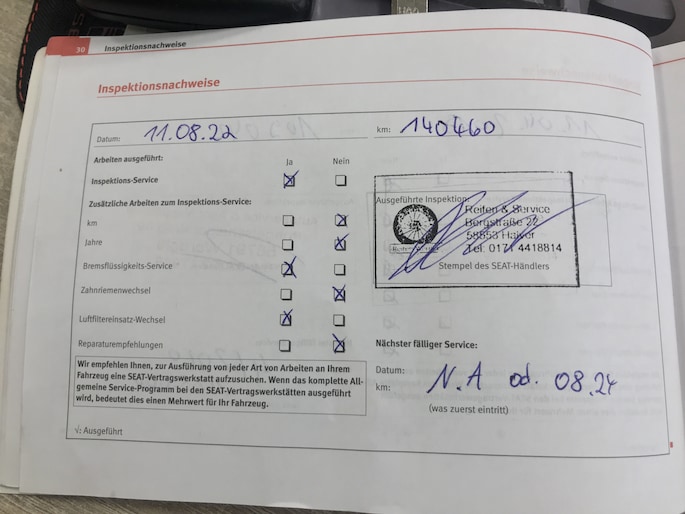 30 Inspektionsnachweise
Inspektionsnachweise
Datum: 11.08.22 km: 140460
Arbeiten ausgeführt: Ja Nein
Inspektions-Service
Zusätzliche Arbeiten zum Inspektions-Service:
km
Jahre
Bremsflüssigkeits-Service
Zahnriemenwechsel
Luftfiltereinsatz-Wechsel
Reparaturempfehlungen
Wir empfehlen Ihnen, zur Ausführung von jeder Art von Arbeiten an Ihrem
Fahrzeug eine SEAT-Vertragswerkstatt aufzusuchen. Wenn das komplette All-
gemeine Service-Programm bei den SEAT-Vertragswerkstätten ausgeführt
wird, bedeutet dies einen Mehrwert für Ihr Fahrzeug.
√: Ausgeführt
Ausgeführte Inspektion:
Reifen & Service
Bergstraße 22
58553 Halver
Tel. 0171 4418814
Stempel des SEAT-Händlers
Nächster fälliger Service:
Datum:
km:
N.A od. 08.24
(was zuerst eintritt)